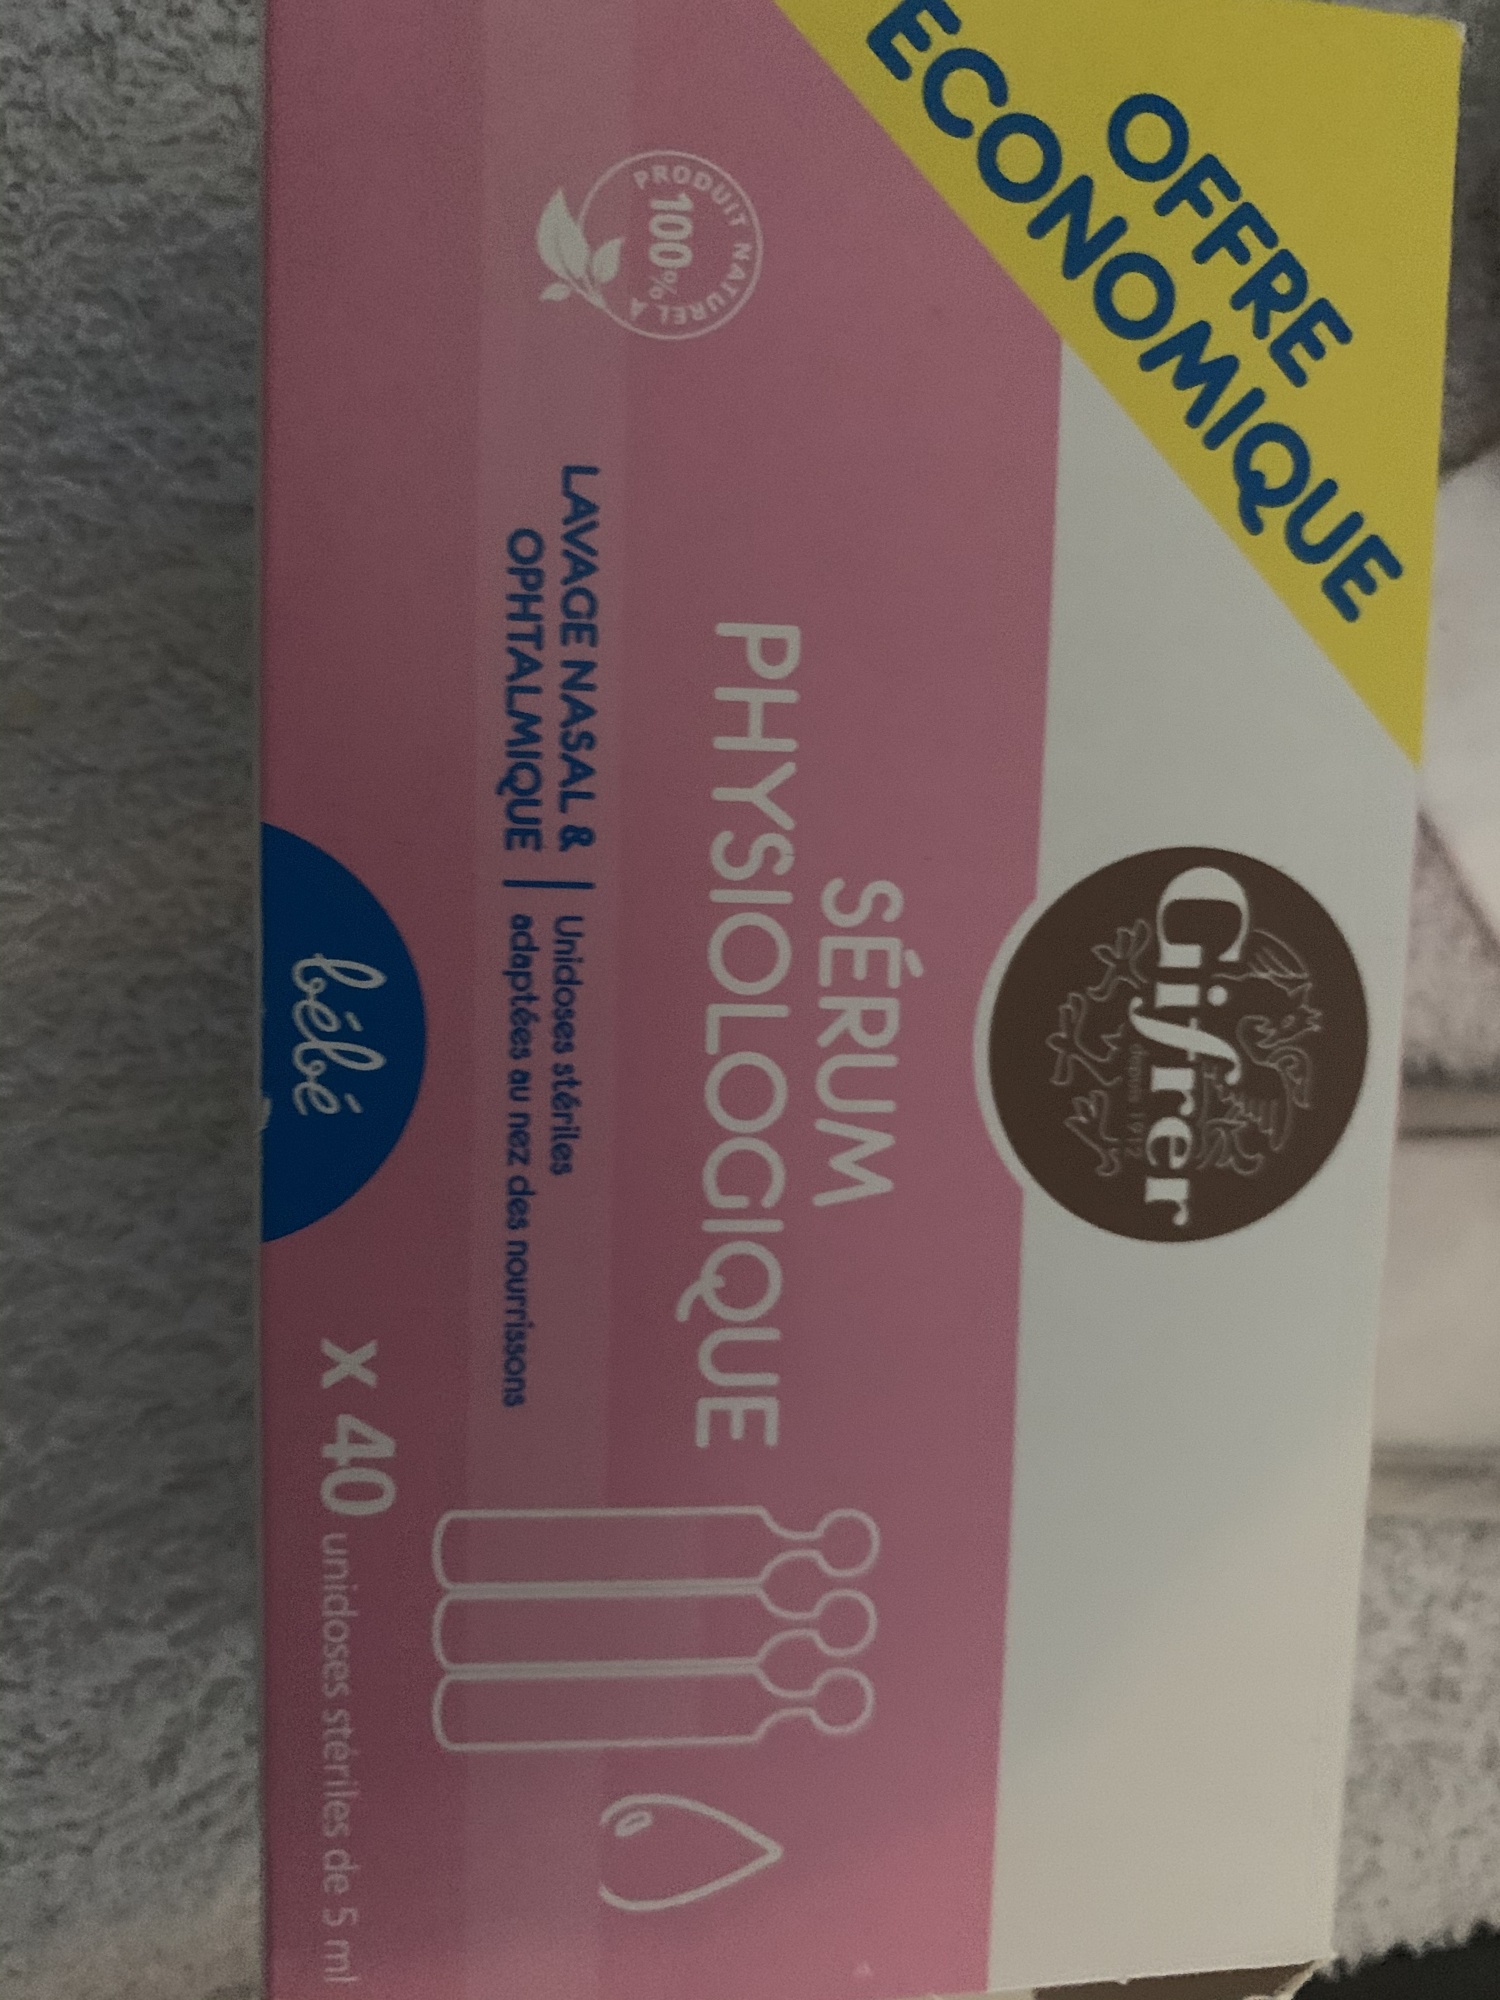 OFFRE
ECONOMIQUE
Gifrer
depuis 1912
SÉRUM
PHYSIOLOGIQUE
PRODUIT NATUREL À
100%
LAVAGE NASAL &
OPHTALMIQUE
Unidoses stériles
adaptées au nez des nourrissons
bébé
x 40 unidoses stériles de 5 ml